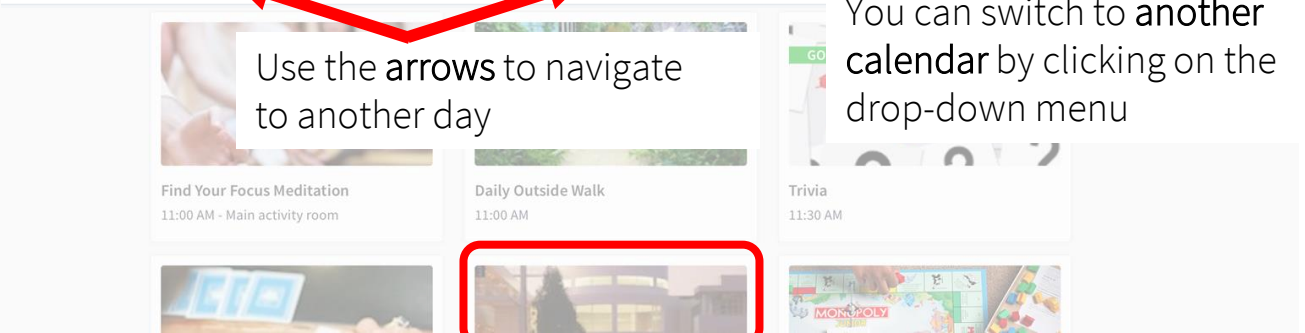 You can switch to another
calendar by clicking on the
drop-down menu
Use the arrows to navigate
to another day
GO
Find Your Focus Meditation
11:00 AM - Main activity room
Daily Outside Walk
11:00 AM
Trivia
11:30 AM
MONOPOLY
JUNIOR